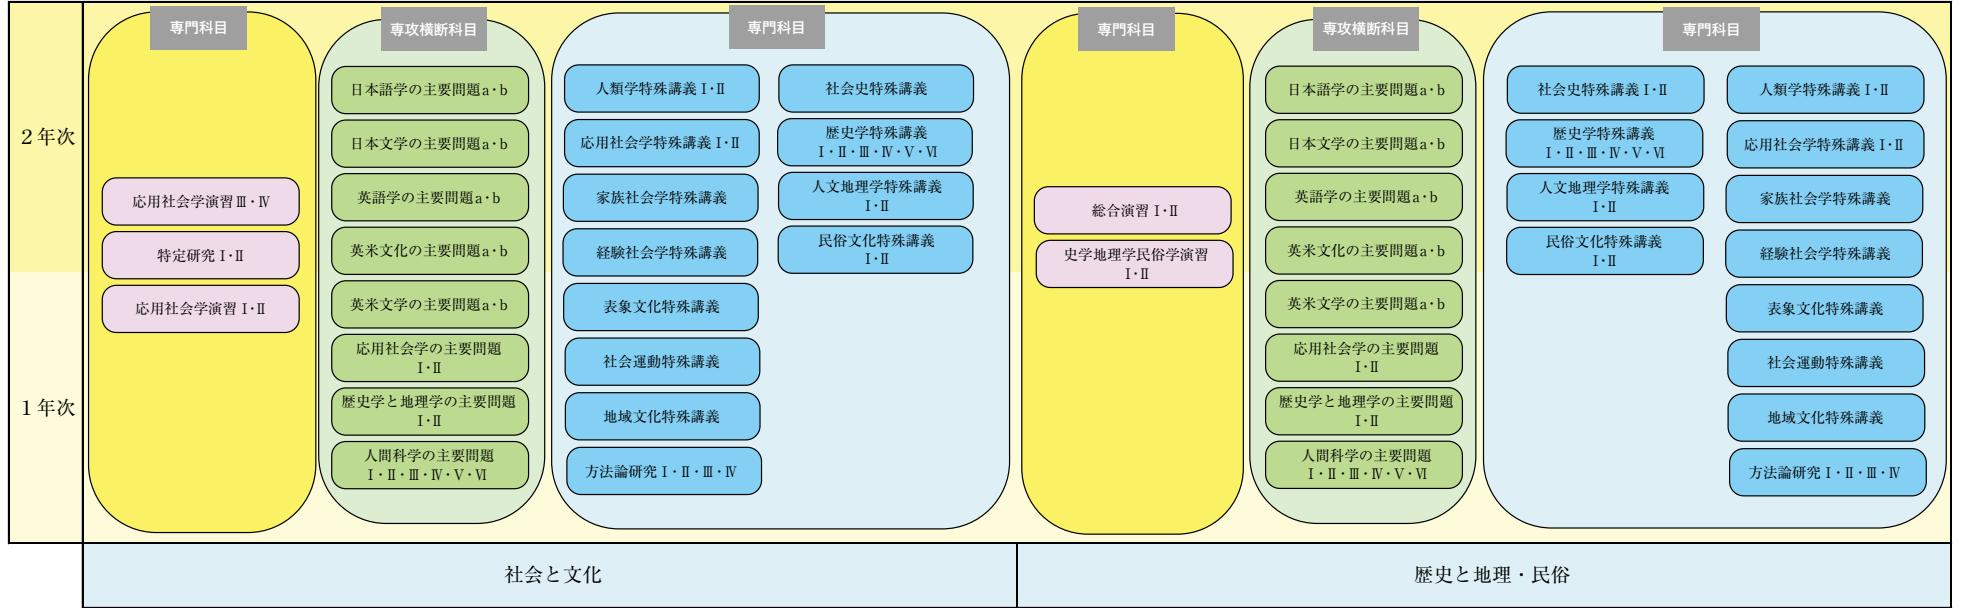 専門科目
専攻横断科目
専門科目
専門科目
専攻横断科目
専門科目
2年次
1年次
応用社会学演習Ⅲ・Ⅳ
特定研究Ⅰ・Ⅱ
応用社会学演習Ⅰ・Ⅱ
日本語学の主要問題a・b
日本文学の主要問題a・b
英語学の主要問題a・b
英米文化の主要問題a・b
英米文学の主要問題a・b
応用社会学の主要問題
Ⅰ・Ⅱ
歴史学と地理学の主要問題
Ⅰ・Ⅱ
人間科学の主要問題
Ⅰ・Ⅱ・Ⅲ・Ⅳ・Ⅴ・Ⅵ
人類学特殊講義Ⅰ・Ⅱ
応用社会学特殊講義Ⅰ・Ⅱ
家族社会学特殊講義
経験社会学特殊講義
表象文化特殊講義
社会運動特殊講義
地域文化特殊講義
方法論研究Ⅰ・Ⅱ・Ⅲ・Ⅳ
社会史特殊講義
歴史学特殊講義
Ⅰ・Ⅱ・Ⅲ・Ⅳ・Ⅴ・Ⅵ
人文地理学特殊講義
Ⅰ・Ⅱ
民俗文化特殊講義
Ⅰ・Ⅱ
総合演習Ⅰ・Ⅱ
史学地理学民俗学演習
Ⅰ・Ⅱ
日本語学の主要問題a・b
日本文学の主要問題a・b
英語学の主要問題a・b
英米文化の主要問題a・b
英米文学の主要問題a・b
応用社会学の主要問題
Ⅰ・Ⅱ
歴史学と地理学の主要問題
Ⅰ・Ⅱ
人間科学の主要問題
Ⅰ・Ⅱ・Ⅲ・Ⅳ・Ⅴ・Ⅵ
社会史特殊講義Ⅰ・Ⅱ
歴史学特殊講義
Ⅰ・Ⅱ・Ⅲ・Ⅳ・Ⅴ・Ⅵ
人文地理学特殊講義
Ⅰ・Ⅱ
民俗文化特殊講義
Ⅰ・Ⅱ
人類学特殊講義Ⅰ・Ⅱ
応用社会学特殊講義Ⅰ・Ⅱ
家族社会学特殊講義
経験社会学特殊講義
表象文化特殊講義
社会運動特殊講義
地域文化特殊講義
方法論研究Ⅰ・Ⅱ・Ⅲ・Ⅳ
社会と文化
歴史と地理・民俗